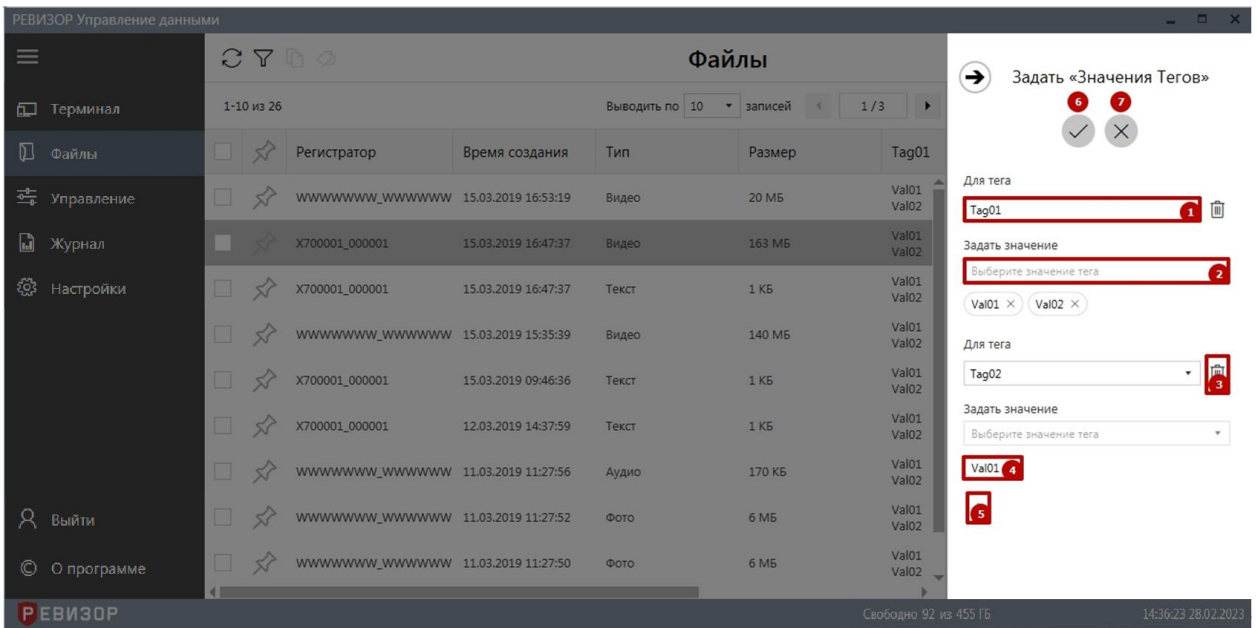 РЕВИЗОР Управление данными
Терминал
Файлы
Управление
Журнал
Настройки
Выйти
© О программе
Файлы
1-10 из 26
Выводить по 10 записей 1/3
Регистратор Время создания Тип Размер Tag01
WWWWWWW_WWWWWW 15.03.2019 16:53:19 Видео 20 МБ Val01
Val02
X700001_000001 15.03.2019 16:47:37 Видео 163 МБ Val01
Val02
X700001_000001 15.03.2019 16:47:37 Текст 1 КБ Val01
Val02
WWWWWWW_WWWWWW 15.03.2019 15:35:39 Видео 140 МБ Val01
Val02
X700001_000001 15.03.2019 09:46:36 Текст 1 КБ Val01
Val02
X700001_000001 12.03.2019 14:37:59 Текст 1 КБ Val01
Val02
WWWWWWW_WWWWWW 11.03.2019 11:27:56 Аудио 170 КБ Val01
Val02
WWWWWWW_WWWWWW 11.03.2019 11:27:52 Фото 6 МБ Val01
Val02
WWWWWWW_WWWWWW 11.03.2019 11:27:50 Фото 6 МБ Val01
Val02
Задать «Значения Тегов»
6 7
Для тега
Tag01 1
Задать значение
Выберите значение тега 2
Val01 × Val02 ×
Для тега
Tag02 3
Задать значение
Выберите значение тега
Val01 4
5
РЕВИЗОР
Свободно 92 из 455 ГБ
14:36:23 28.02.2023